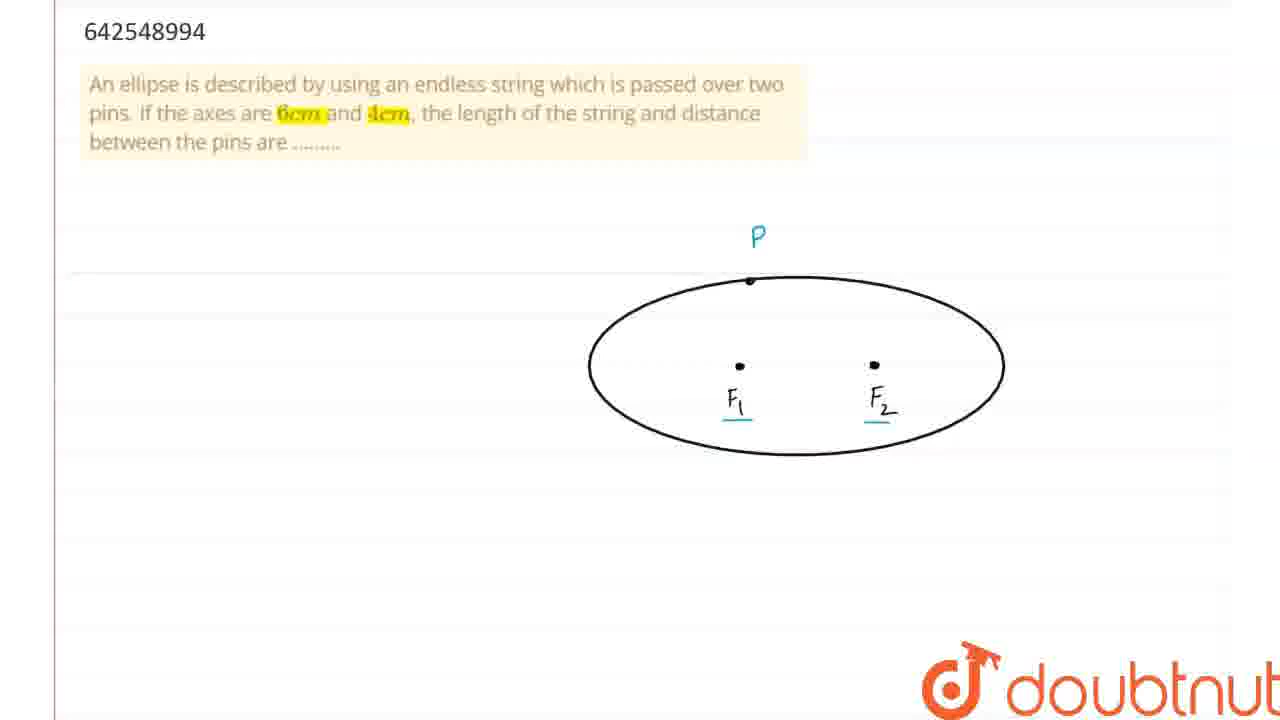 642548994
An ellipse is described by using an endless string which is passed over two
pins. If the axes are 6cm and 4cm, the length of the string and distance
between the pins are .........
P
F1 F2
doubtnut